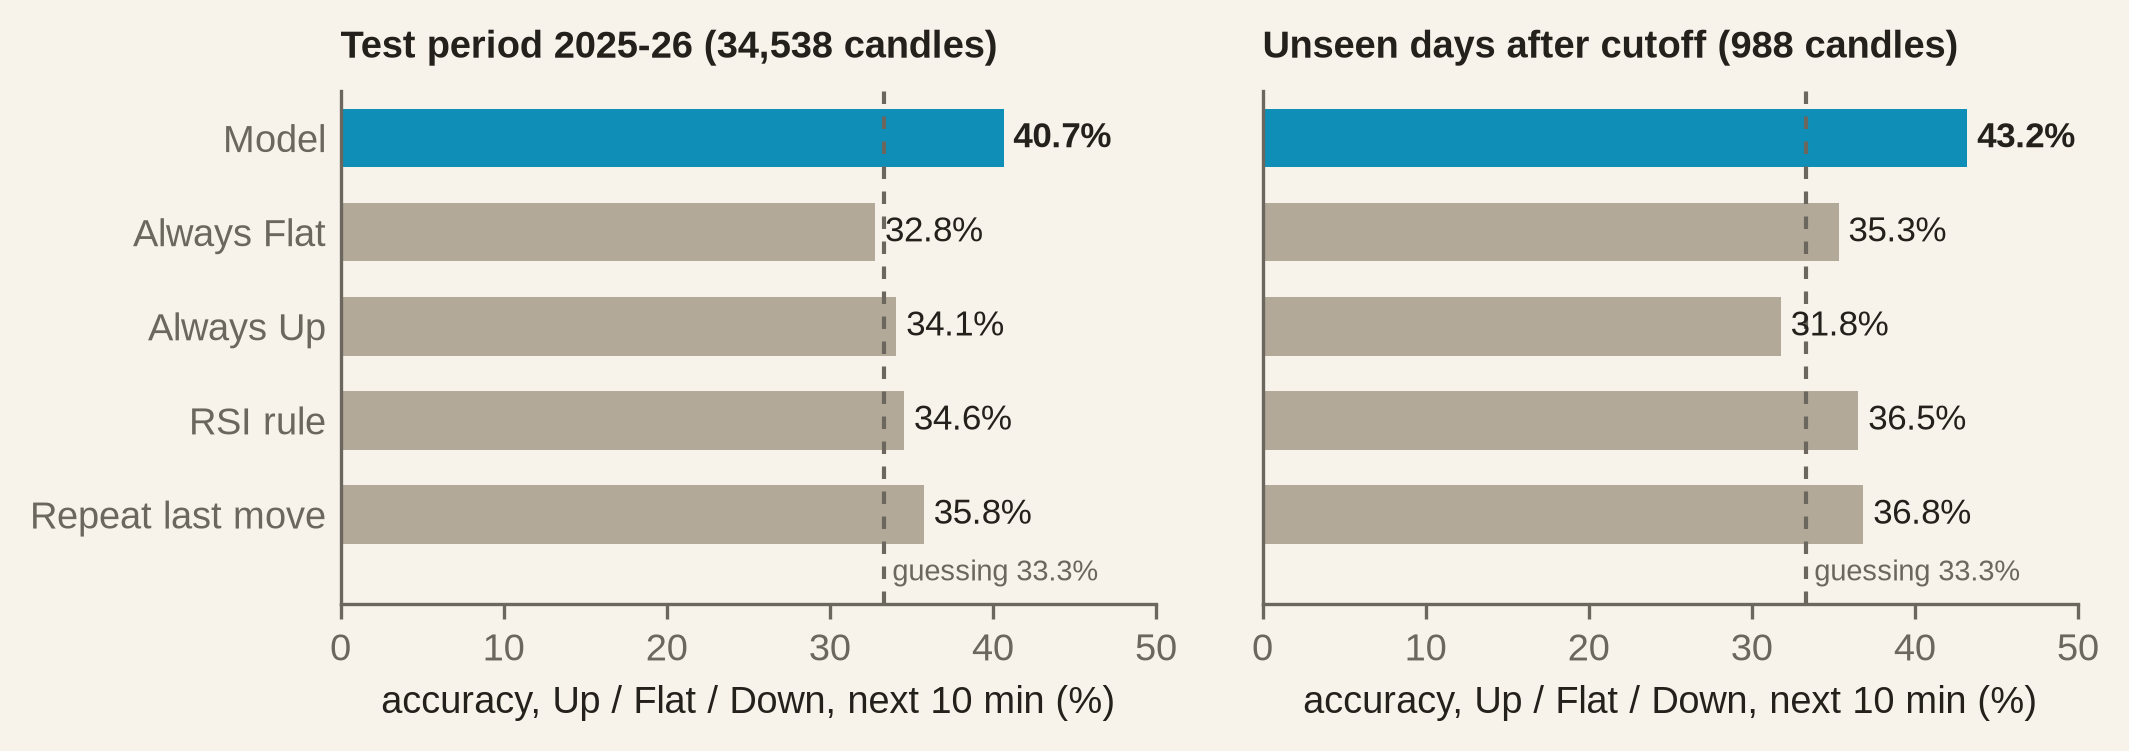 Test period 2025-26 (34,538 candles)
Model
40.7%
Always Flat
32.8%
Always Up
34.1%
RSI rule
34.6%
Repeat last move
35.8%
guessing 33.3%
0 10 20 30 40 50
accuracy, Up / Flat / Down, next 10 min (%)
Unseen days after cutoff (988 candles)
43.2%
35.3%
31.8%
36.5%
36.8%
guessing 33.3%
0 10 20 30 40 50
accuracy, Up / Flat / Down, next 10 min (%)